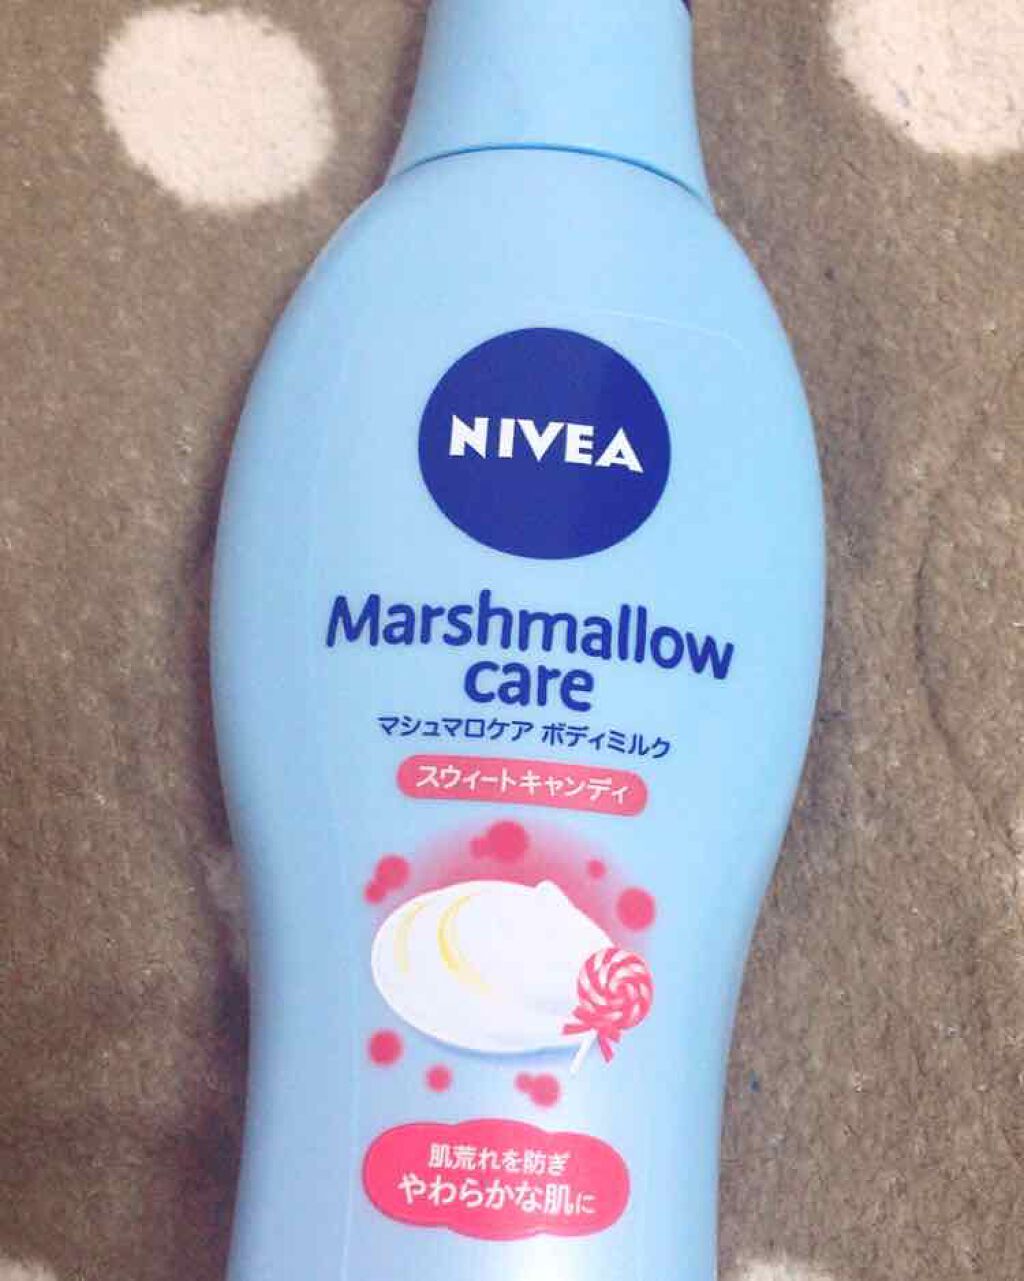 NIVEA
Marshmallow
care
マシュマロケア ボディミルク
スウィートキャンディ
肌荒れを防ぎ
やわらかな肌に